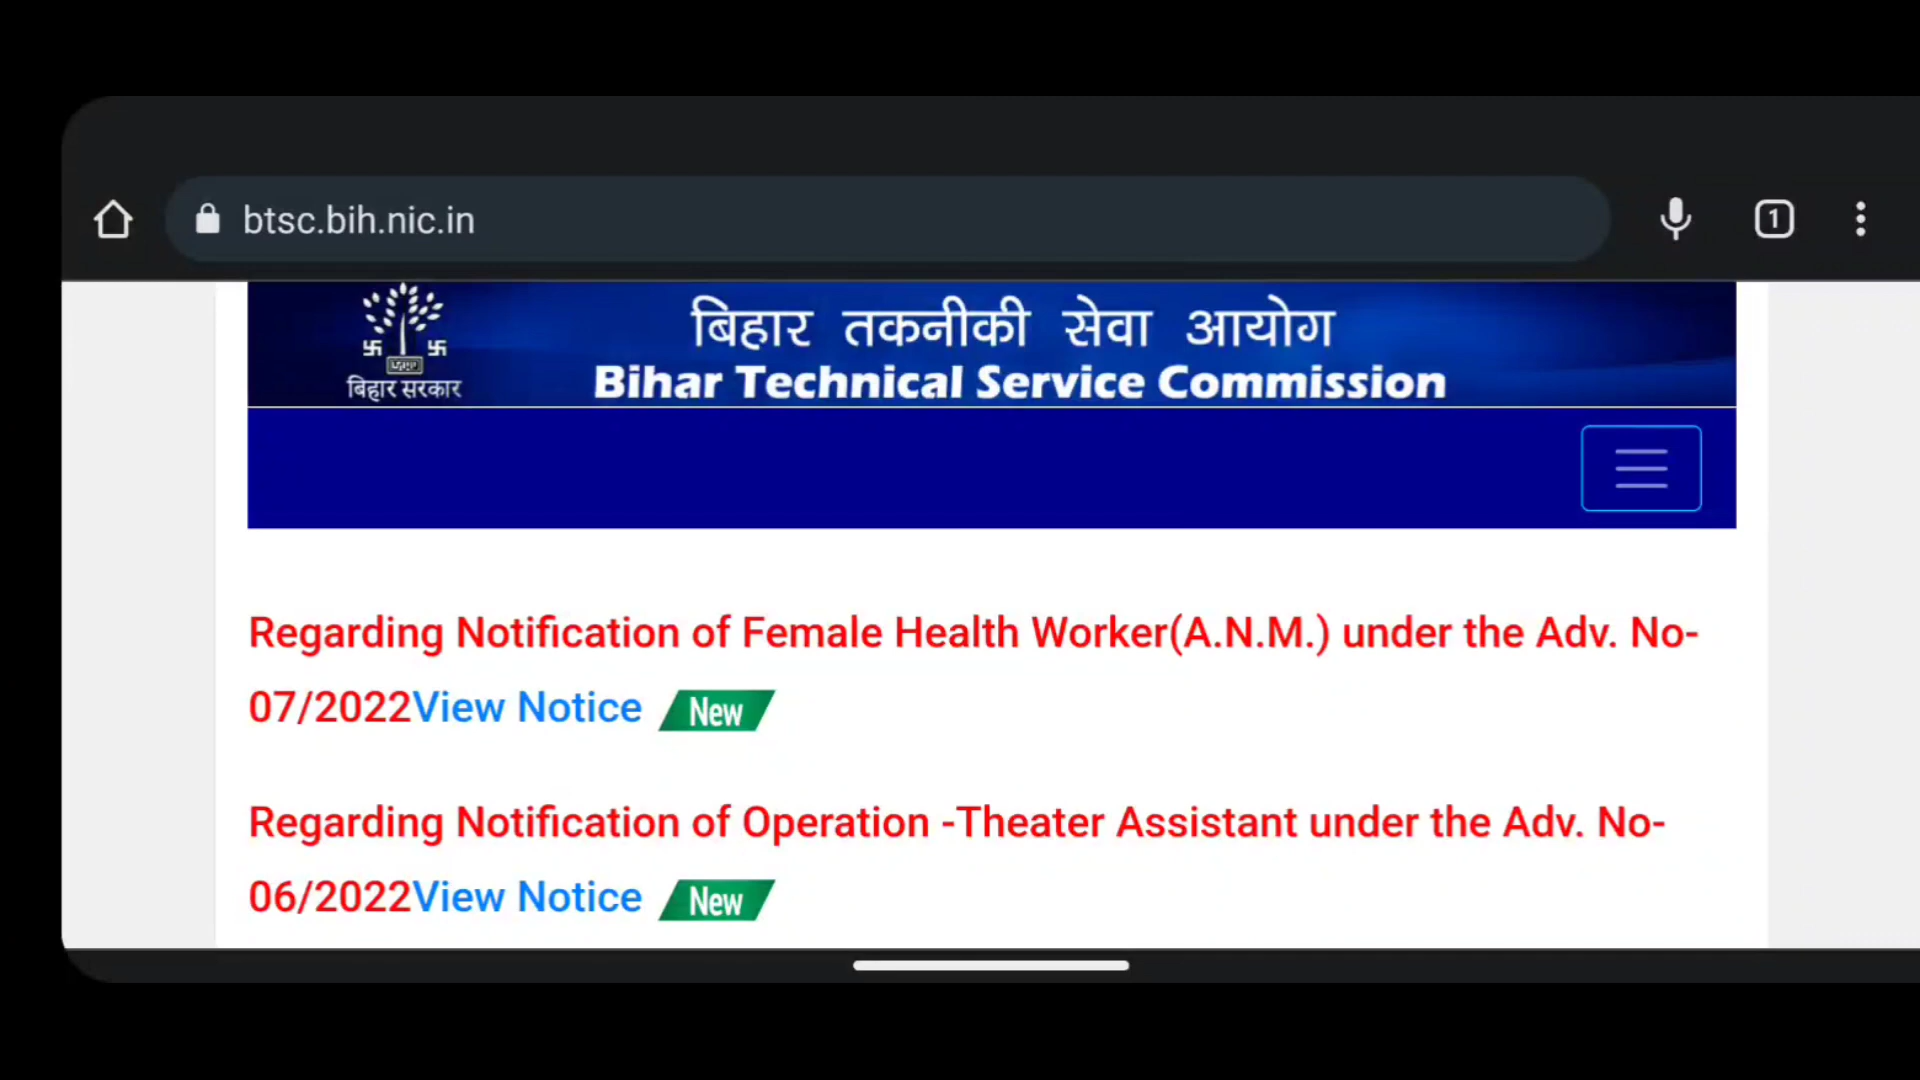 btsc.bih.nic.in
1
बिहार तकनीकी सेवा आयोग
बिहार सरकार
Bihar Technical Service Commission
Regarding Notification of Female Health Worker(A.N.M.) under the Adv. No-
07/2022View Notice New
Regarding Notification of Operation -Theater Assistant under the Adv. No-
06/2022View Notice New